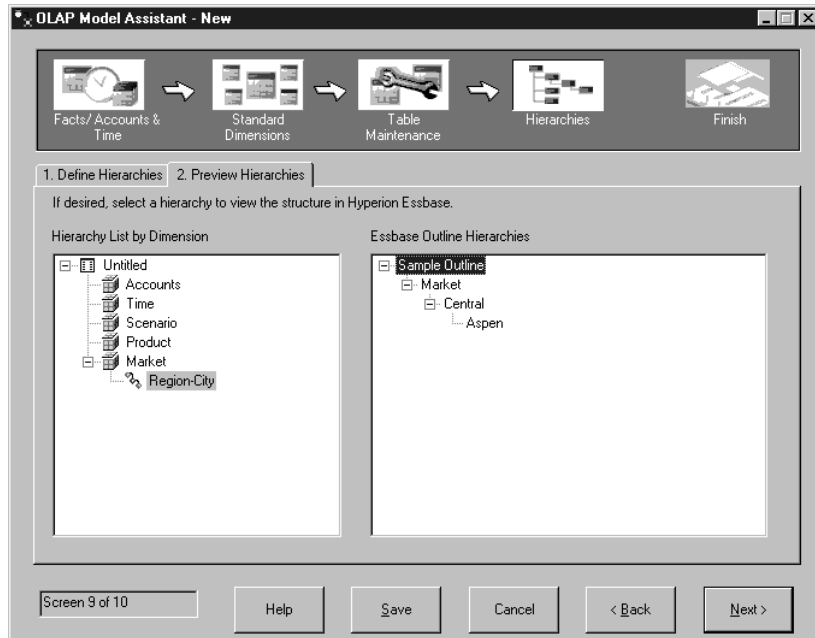 OLAP Model Assistant - New
Facts/ Accounts &
Time
Standard
Dimensions
Table
Maintenance
Hierarchies
Finish
1. Define Hierarchies
2. Preview Hierarchies
If desired, select a hierarchy to view the structure in Hyperion Essbase.
Hierarchy List by Dimension
Untitled
Accounts
Time
Scenario
Product
Market
Region-City
Essbase Outline Hierarchies
Sample Outline
Market
Central
Aspen
Screen 9 of 10
Help
Save
Cancel
< Back
Next >